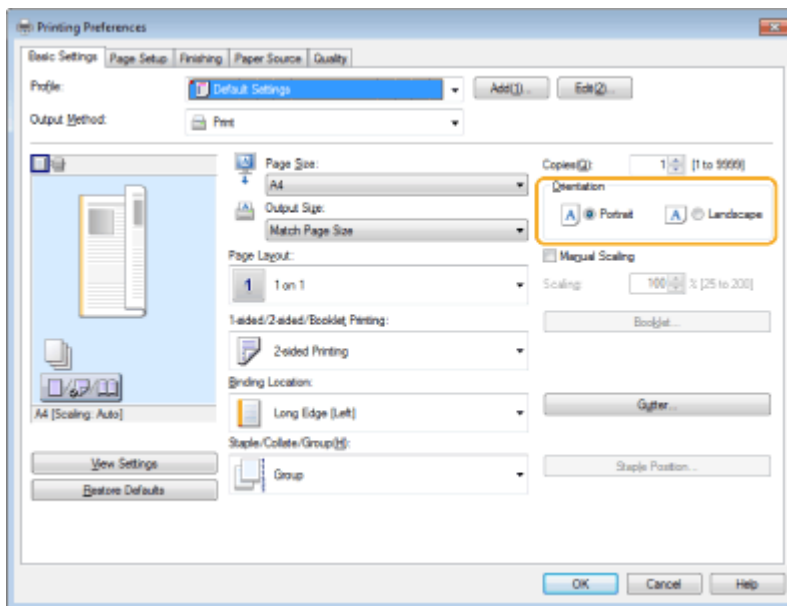 Printing Preferences
Basic Settings Page Setup Finishing Paper Source Quality
Profile: Default Settings Add(1)... Edit(2)...
Output Method: Print
Page Size:
A4
Output Size:
Match Page Size
Page Layout:
1 1 on 1
1-sided/2-sided/Booklet Printing:
2-sided Printing
Binding Location:
Long Edge (Left)
Staple/Collate/Group(H):
Group
Copies(Q): 1 [1 to 9999]
Orientation
A Portrait A Landscape
Manual Scaling
Scaling: 100 % [25 to 200]
Booklet...
Gutter...
Staple Position...
A4 [Scaling: Auto]
View Settings
Restore Defaults
OK Cancel Help